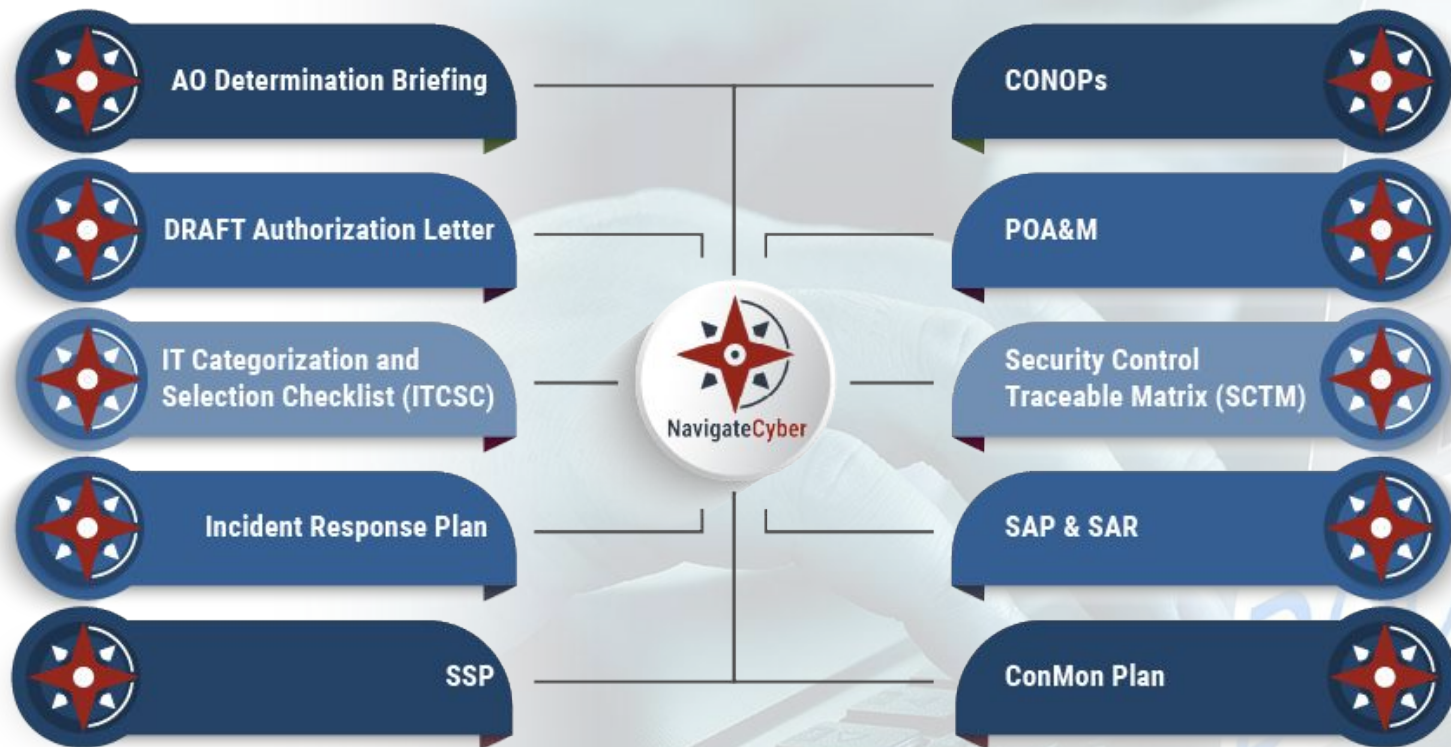 AO Determination Briefing
CONOPs
DRAFT Authorization Letter
POA&M
IT Categorization and
Selection Checklist (ITCSC)
NavigateCyber
Security Control
Traceable Matrix (SCTM)
Incident Response Plan
SAP & SAR
SSP
ConMon Plan